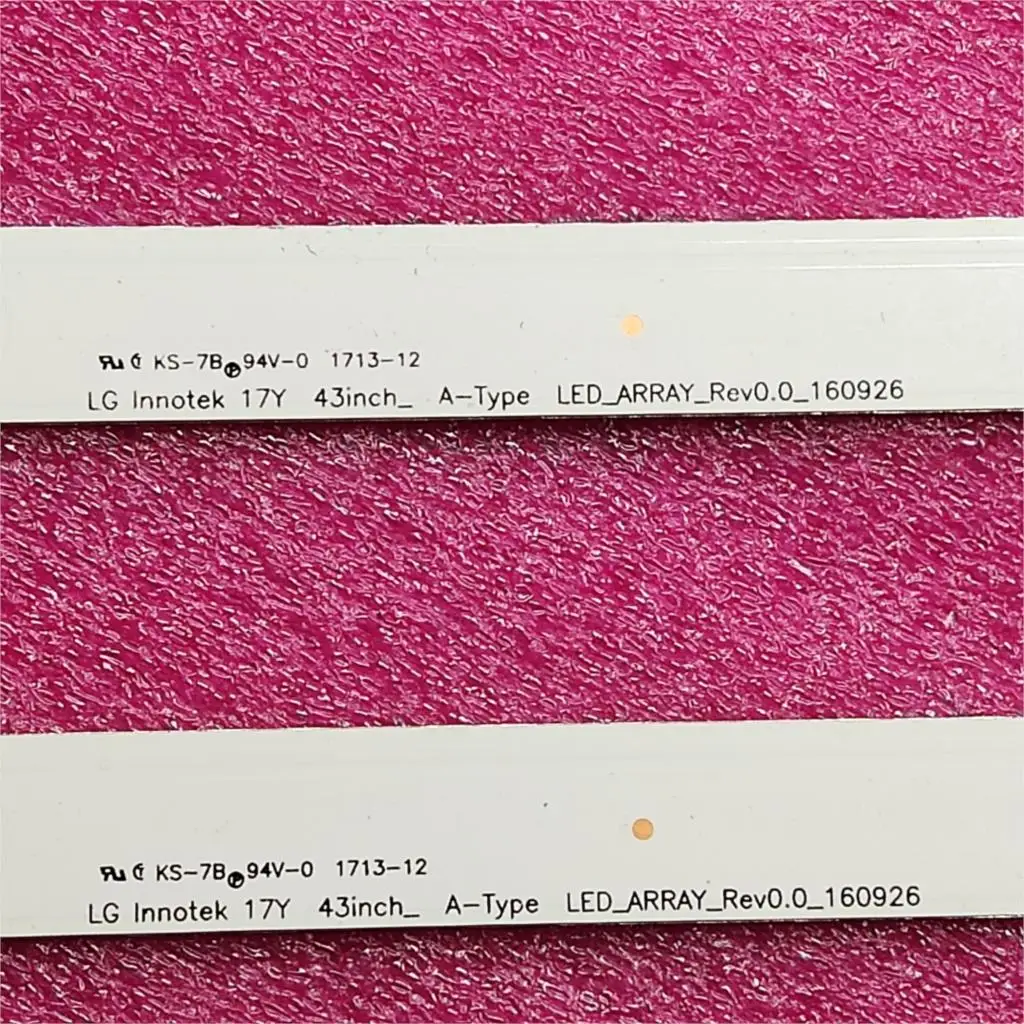 KS-7B 94V-0 1713-12
LG Innotek 17Y 43inch_ A-Type LED_ARRAY_Rev0.0_160926
KS-7B 94V-0 1713-12
LG Innotek 17Y 43inch_ A-Type LED_ARRAY_Rev0.0_160926